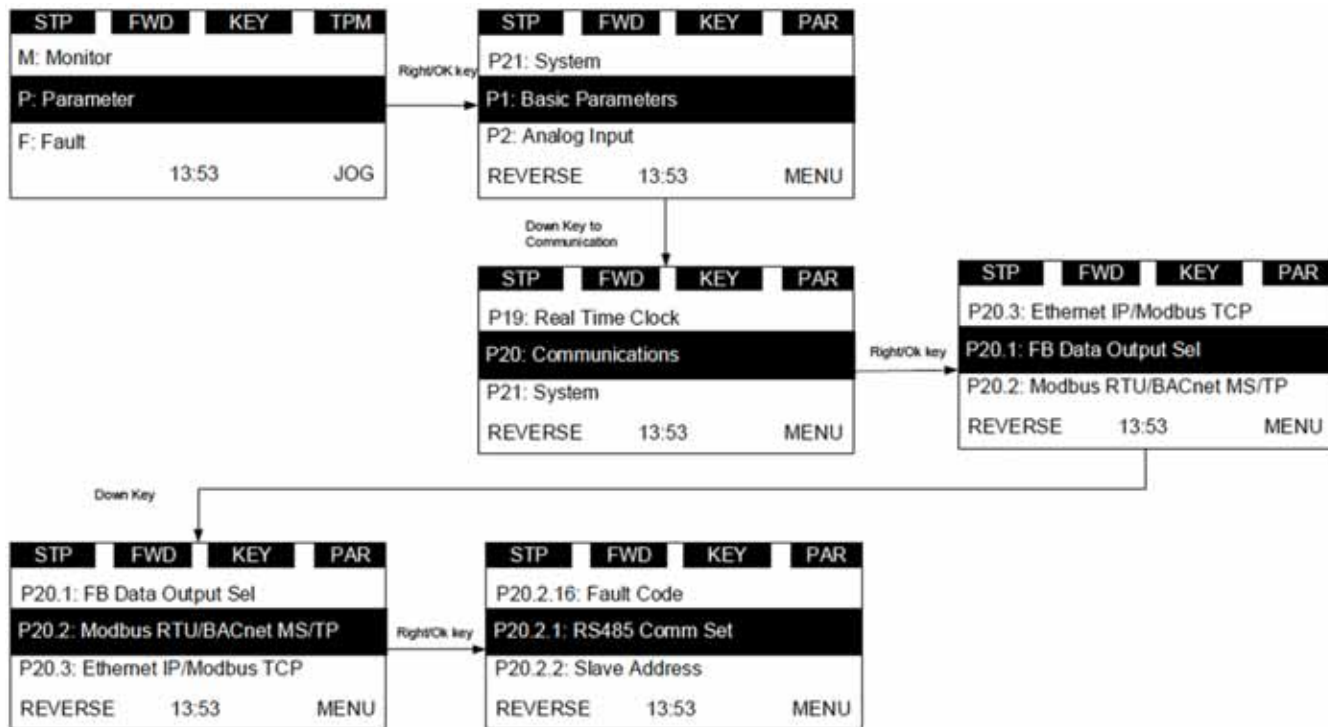 STP FWD KEY TPM
M: Monitor
P: Parameter
F: Fault
13:53 JOG
Right/OK key
STP FWD KEY PAR
P21: System
P1: Basic Parameters
P2: Analog Input
REVERSE 13:53 MENU
Down Key to
Communication
STP FWD KEY PAR
P19: Real Time Clock
P20: Communications
P21: System
REVERSE 13:53 MENU
Right/Ok key
STP FWD KEY PAR
P20.3: Ethernet IP/Modbus TCP
P20.1: FB Data Output Sel
P20.2: Modbus RTU/BACnet MS/TP
REVERSE 13:53 MENU
Down Key
STP FWD KEY PAR
P20.1: FB Data Output Sel
P20.2: Modbus RTU/BACnet MS/TP
P20.3: Ethernet IP/Modbus TCP
REVERSE 13:53 MENU
Right/Ok key
STP FWD KEY PAR
P20.2.16: Fault Code
P20.2.1: RS485 Comm Set
P20.2.2: Slave Address
REVERSE 13:53 MENU